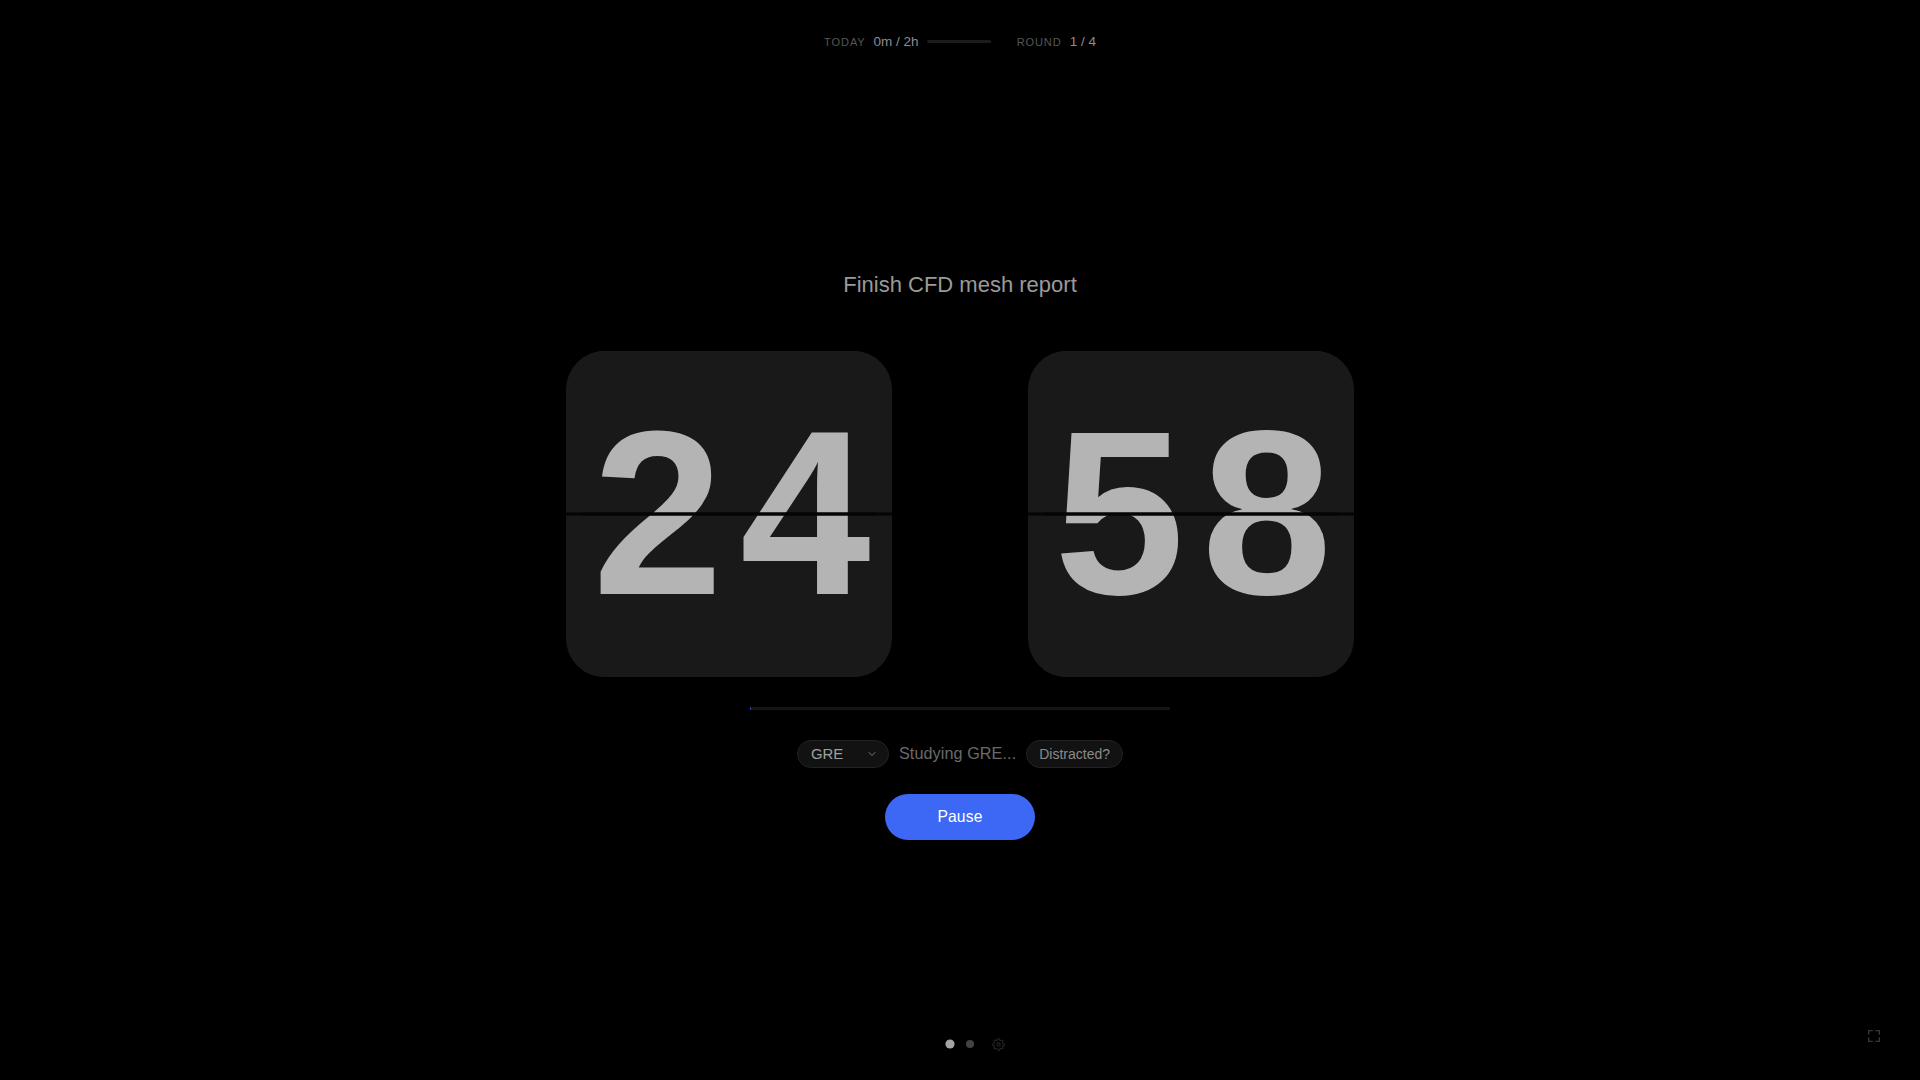 TODAY 0m / 2h ROUND 1 / 4
Finish CFD mesh report
24 58
GRE Studying GRE... Distracted?
Pause